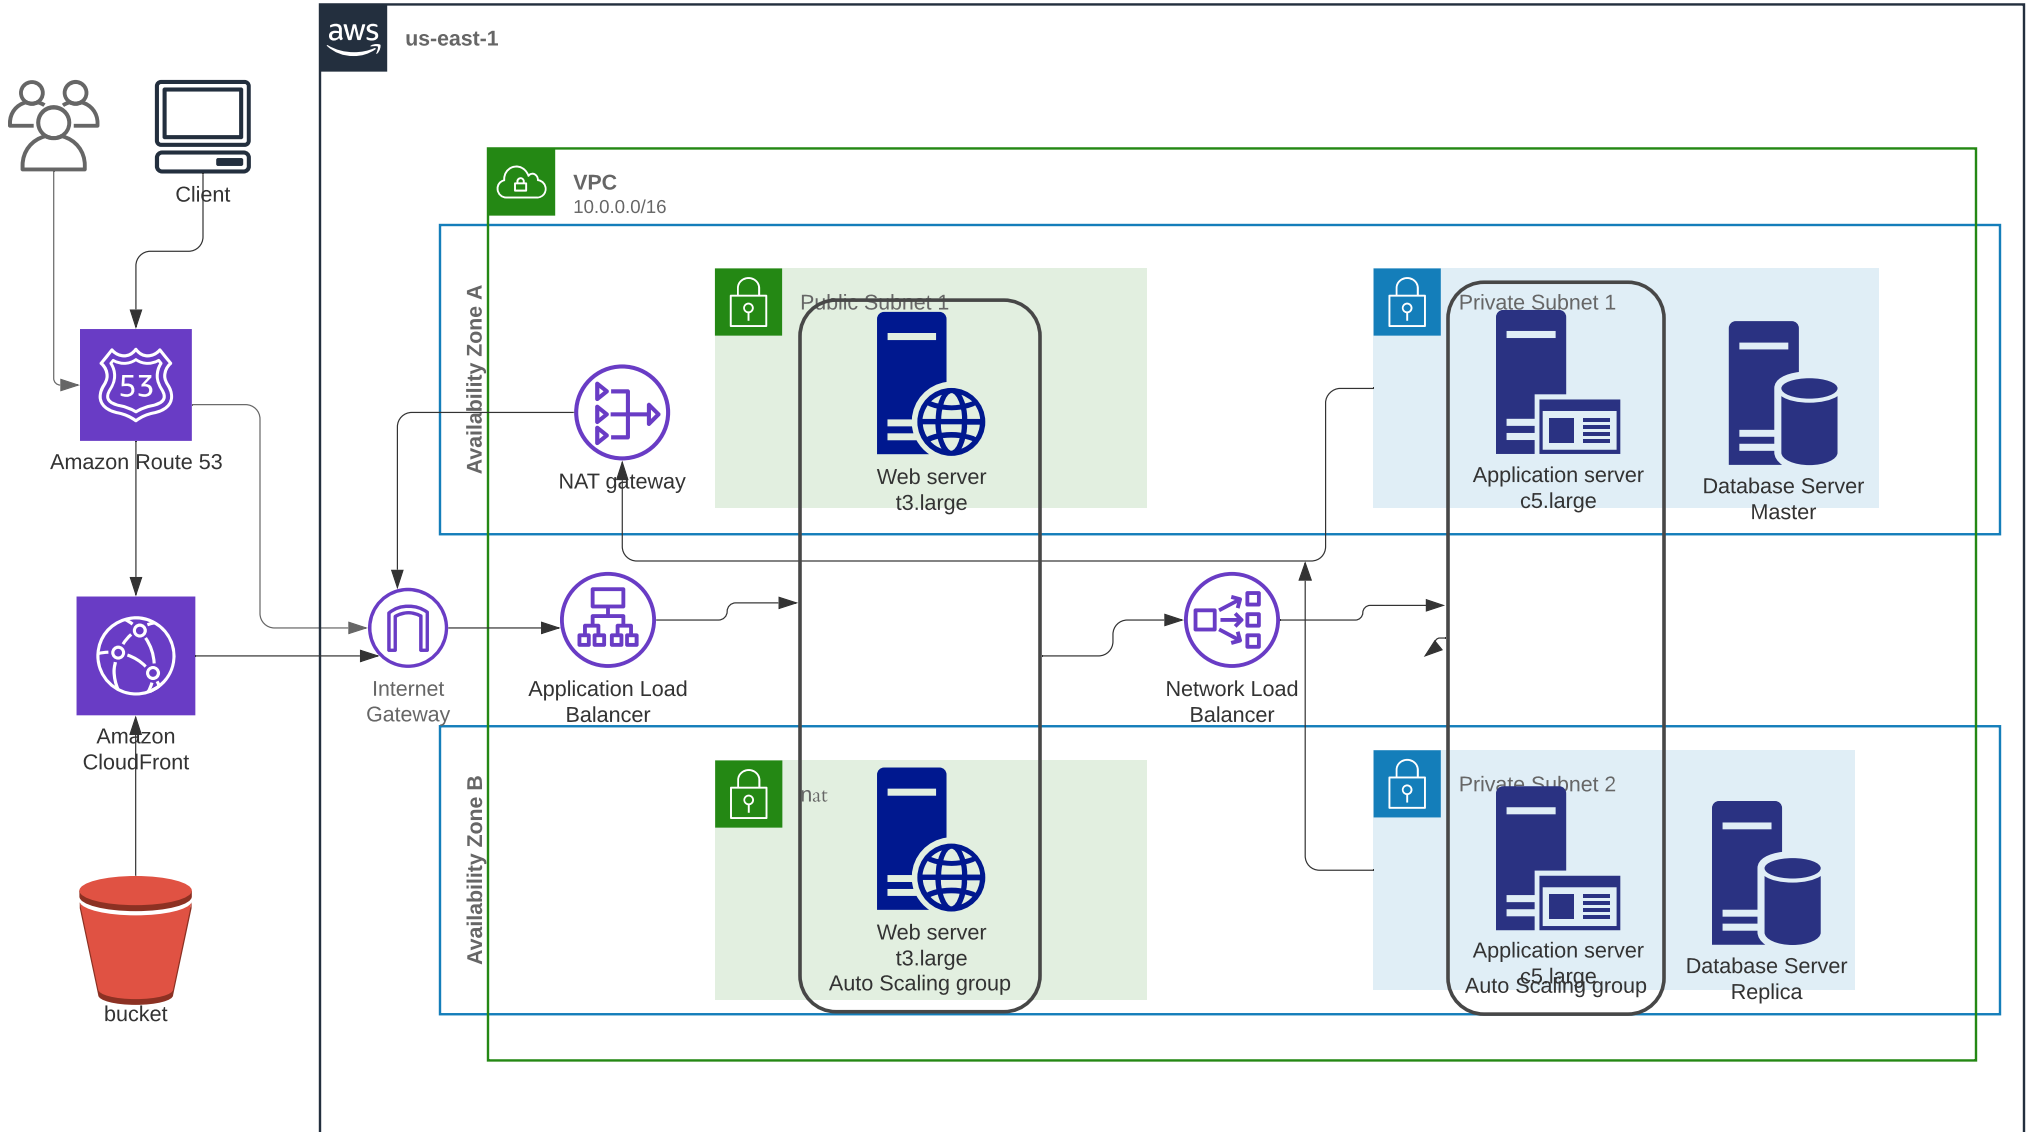 aws
us-east-1
Client
VPC
10.0.0.0/16
Availability Zone A
Public Subnet 1
Private Subnet 1
53
Amazon Route 53
NAT gateway
Web server
t3.large
Application server
c5.large
Database Server
Master
Internet
Gateway
Application Load
Balancer
Network Load
Balancer
Amazon
CloudFront
Availability Zone B
nat
Private Subnet 2
Web server
t3.large
Auto Scaling group
Application server
c5.large
Auto Scaling group
Database Server
Replica
bucket